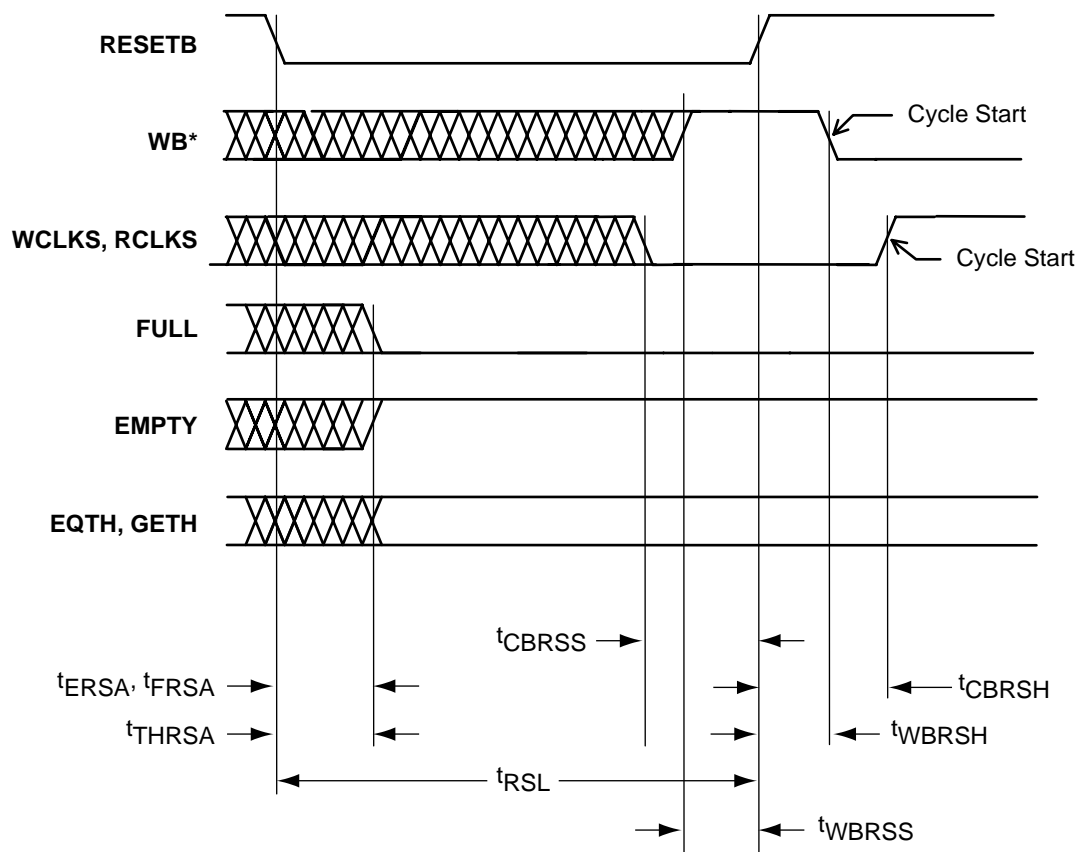 RESETB
WB*
Cycle Start
WCLKS, RCLKS
Cycle Start
FULL
EMPTY
EQTH, GETH
tCBRSS
tERSA, tFRSA
tCBRSH
tTHRSA
tWBRSH
tRSL
tWBRSS